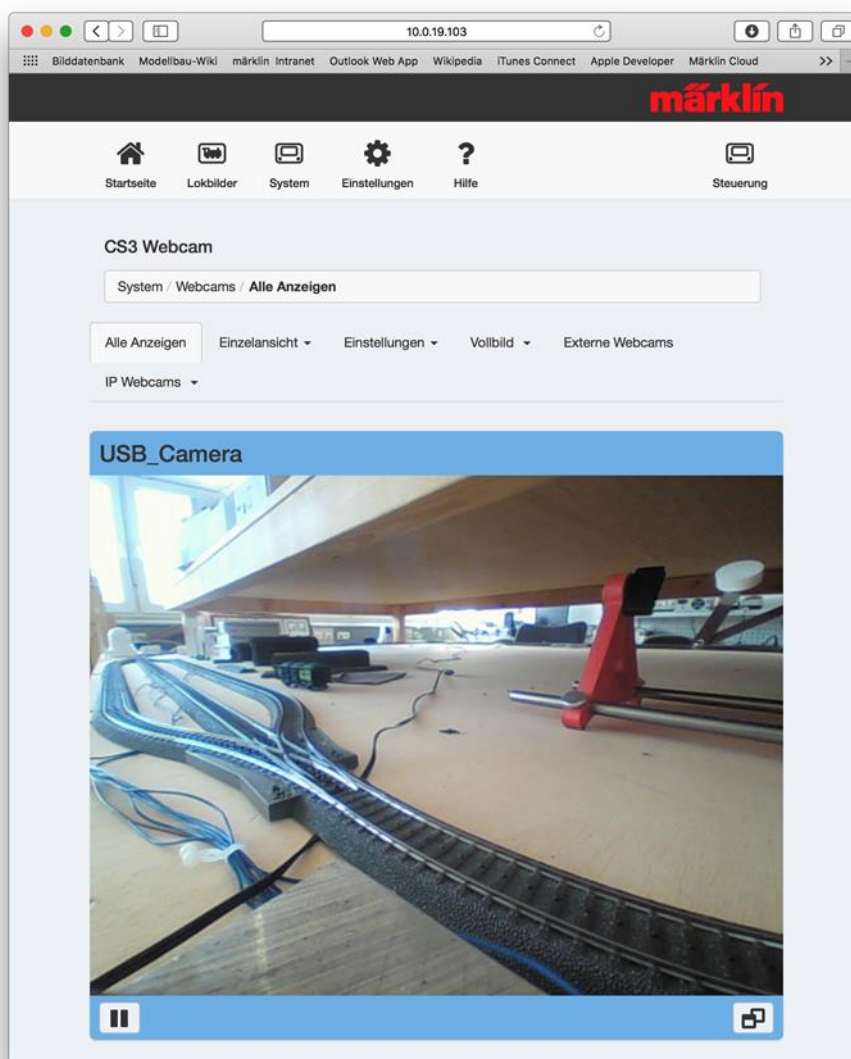 10.0.19.103
Bilddatenbank Modellbau-Wiki märklin Intranet Outlook Web App Wikipedia iTunes Connect Apple Developer Märklin Cloud >>
märklín
Startseite Lokbilder System Einstellungen Hilfe Steuerung
CS3 Webcam
System / Webcams / Alle Anzeigen
Alle Anzeigen Einzelansicht Einstellungen Vollbild Externe Webcams
IP Webcams
USB_Camera